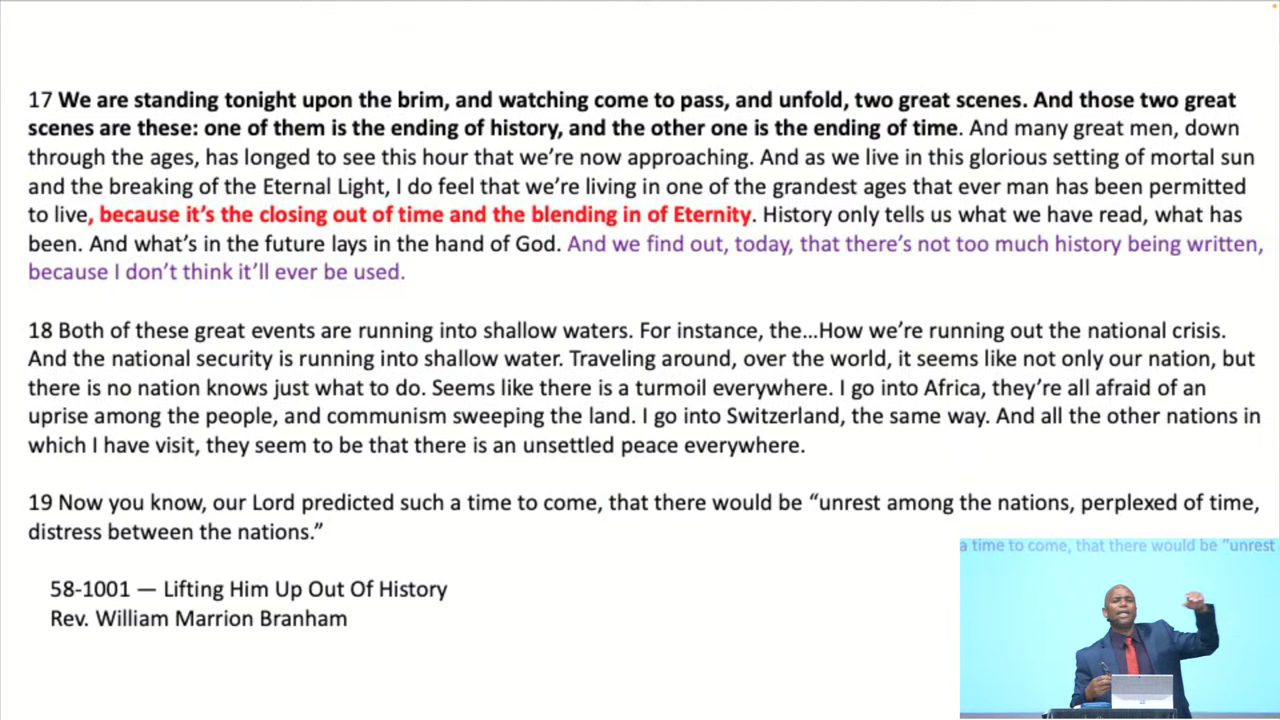 17 We are standing tonight upon the brim, and watching come to pass, and unfold, two great scenes. And those two great
scenes are these: one of them is the ending of history, and the other one is the ending of time. And many great men, down
through the ages, has longed to see this hour that we’re now approaching. And as we live in this glorious setting of mortal sun
and the breaking of the Eternal Light, I do feel that we’re living in one of the grandest ages that ever man has been permitted
to live, because it’s the closing out of time and the blending in of Eternity. History only tells us what we have read, what has
been. And what’s in the future lays in the hand of God. And we find out, today, that there’s not too much history being written,
because I don’t think it’ll ever be used.
18 Both of these great events are running into shallow waters. For instance, the...How we’re running out the national crisis.
And the national security is running into shallow water. Traveling around, over the world, it seems like not only our nation, but
there is no nation knows just what to do. Seems like there is a turmoil everywhere. I go into Africa, they’re all afraid of an
uprise among the people, and communism sweeping the land. I go into Switzerland, the same way. And all the other nations in
which I have visit, they seem to be that there is an unsettled peace everywhere.
19 Now you know, our Lord predicted such a time to come, that there would be “unrest among the nations, perplexed of time,
distress between the nations.”
a time to come, that there would be “unrest
58-1001 — Lifting Him Up Out Of History
Rev. William Marrion Branham